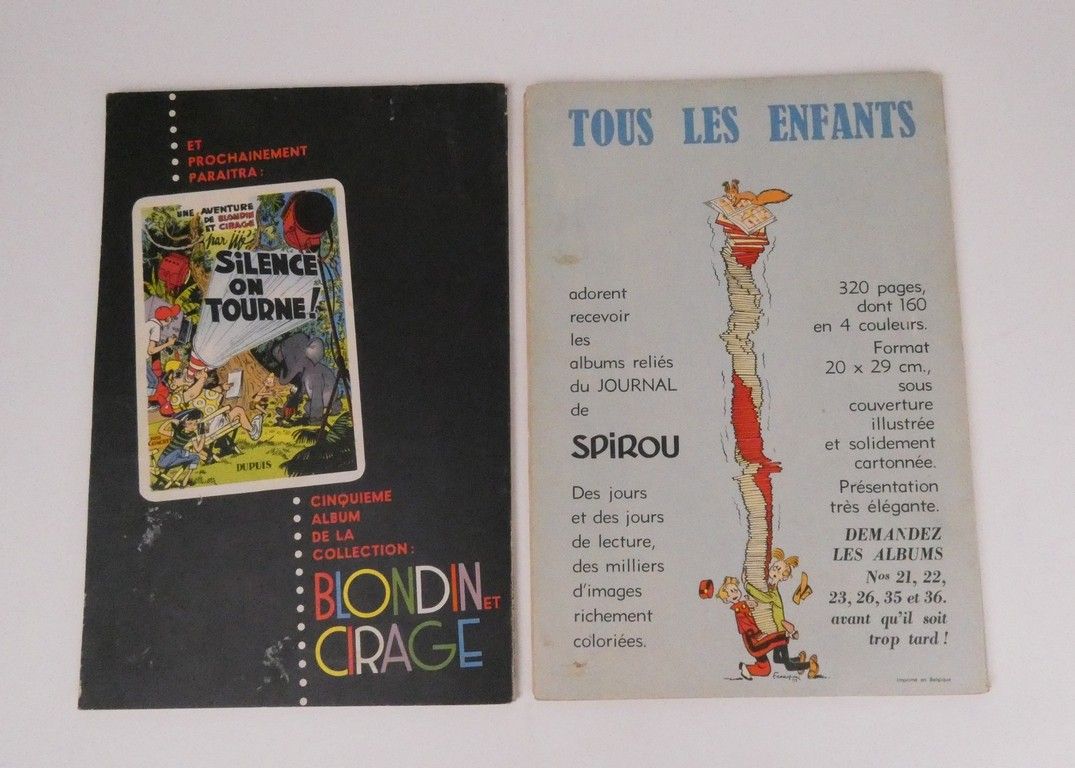 ET
PROCHAINEMENT
PARAITRA :
UNE AVENTURE
DE BLONDIN
ET CIRAGE
par Jijé
SILENCE
ON
TOURNE !
DUPUIS
CINQUIEME
ALBUM
DE LA
COLLECTION :
BLONDIN ET
CIRAGE
TOUS LES ENFANTS
adorent
recevoir
les
albums reliés
du JOURNAL
de
SPIROU
Des jours
et des jours
de lecture,
des milliers
d'images
richement
coloriées.
320 pages,
dont 160
en 4 couleurs.
Format
20 x 29 cm.,
sous
couverture
illustrée
et solidement
cartonnée.
Présentation
très élégante.
DEMANDEZ
LES ALBUMS
Nos 21, 22,
23, 26, 35 et 36.
avant qu'il soit
trop tard !
Franquin
Imprimé en Belgique